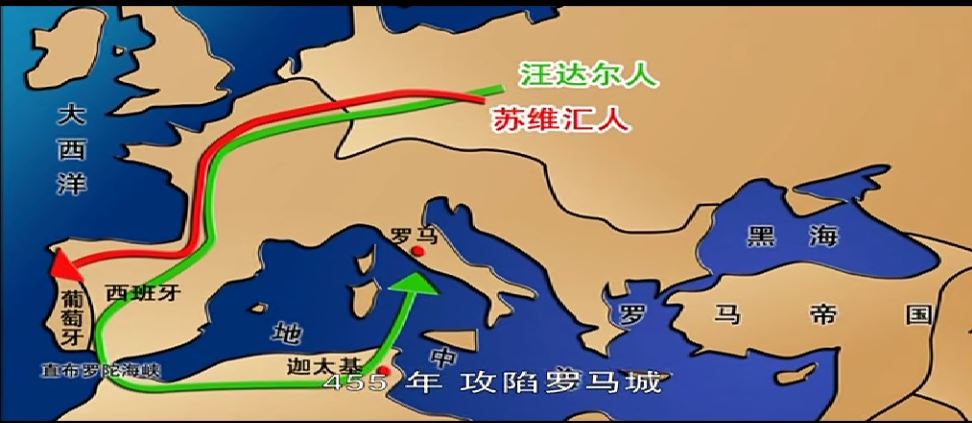 汪达尔人
苏维汇人
大西洋
罗马
黑海
葡萄牙
西班牙
罗马帝国
地中海
直布罗陀海峡
迦太基
455 年 攻陷罗马城